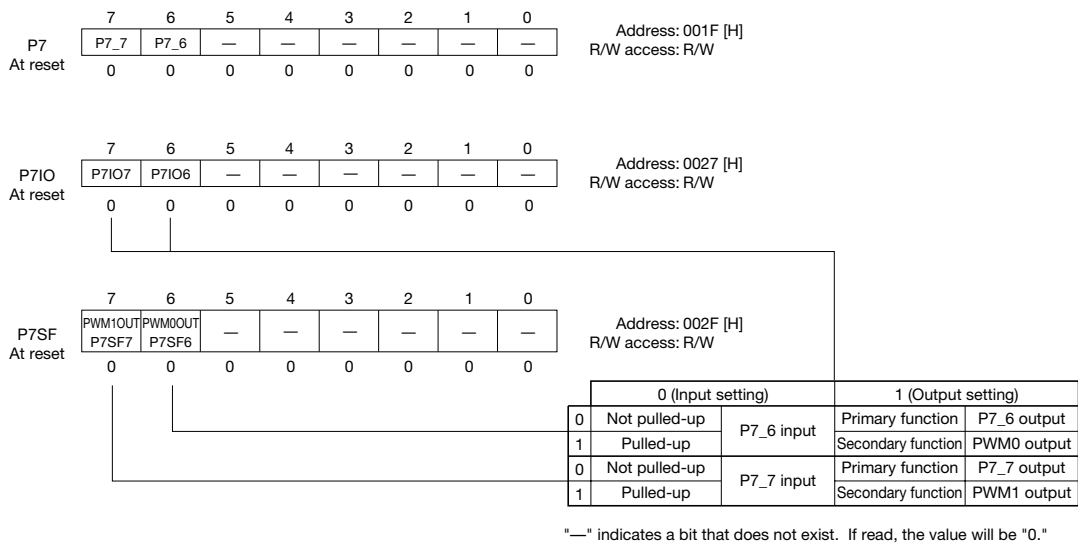 7 6 5 4 3 2 1 0
P7 P7_7 P7_6 — — — — — — Address: 001F [H]
At reset 0 0 0 0 0 0 0 0 R/W access: R/W
7 6 5 4 3 2 1 0
P7IO P7IO7 P7IO6 — — — — — — Address: 0027 [H]
At reset 0 0 0 0 0 0 0 0 R/W access: R/W
7 6 5 4 3 2 1 0
PWM1OUT PWM0OUT
P7SF P7SF7 P7SF6 — — — — — — Address: 002F [H]
At reset 0 0 0 0 0 0 0 0 R/W access: R/W
0 (Input setting) 1 (Output setting)
0 Not pulled-up P7_6 input Primary function P7_6 output
1 Pulled-up Secondary function PWM0 output
0 Not pulled-up P7_7 input Primary function P7_7 output
1 Pulled-up Secondary function PWM1 output
"—" indicates a bit that does not exist. If read, the value will be "0."